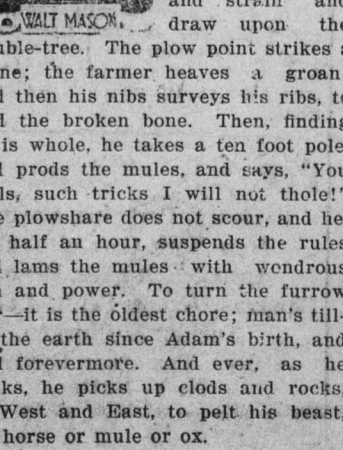 and strain and
WALT MASON. draw upon the
uble-tree. The plow point strikes a
ne; the farmer heaves a groan
d then his nibs surveys his ribs, to
l the broken bone. Then, finding
is whole, he takes a ten foot pole
d prods the mules, and says, "You
ls, such tricks I will not thole!"
e plowshare does not scour, and he
half an hour, suspends the rules
lams the mules with wondrous
and power. To turn the furrow
—it is the oldest chore; man's till-
the earth since Adam's birth, and
l forevermore. And ever, as he
ks, he picks up clods and rocks,
West and East, to pelt his beast,
horse or mule or ox.